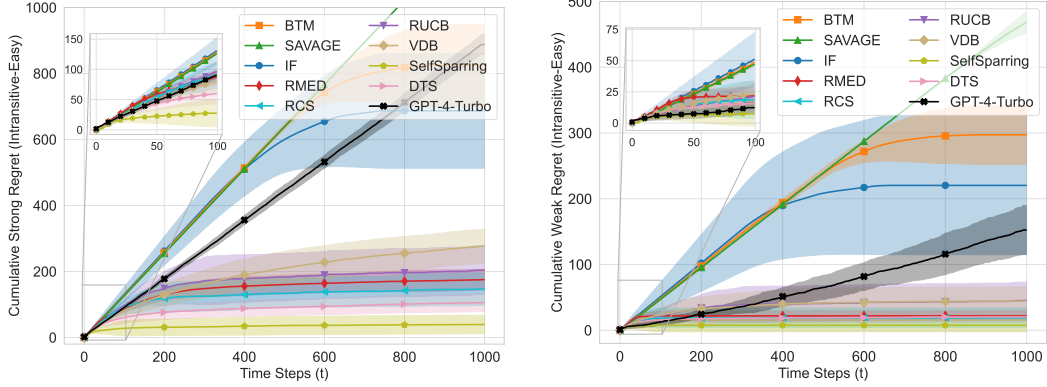 Cumulative Strong Regret (Intransitive-Easy)
1000
800
600
400
200
0
0 200 400 600 800 1000
Time Steps (t)
BTM
SAVAGE
IF
RMED
RCS
RUCB
VDB
SelfSparring
DTS
GPT-4-Turbo
150
100
50
0
0 50 100
Cumulative Weak Regret (Intransitive-Easy)
500
400
300
200
100
0
0 200 400 600 800 1000
Time Steps (t)
BTM
SAVAGE
IF
RMED
RCS
RUCB
VDB
SelfSparring
DTS
GPT-4-Turbo
75
50
25
0
0 50 100